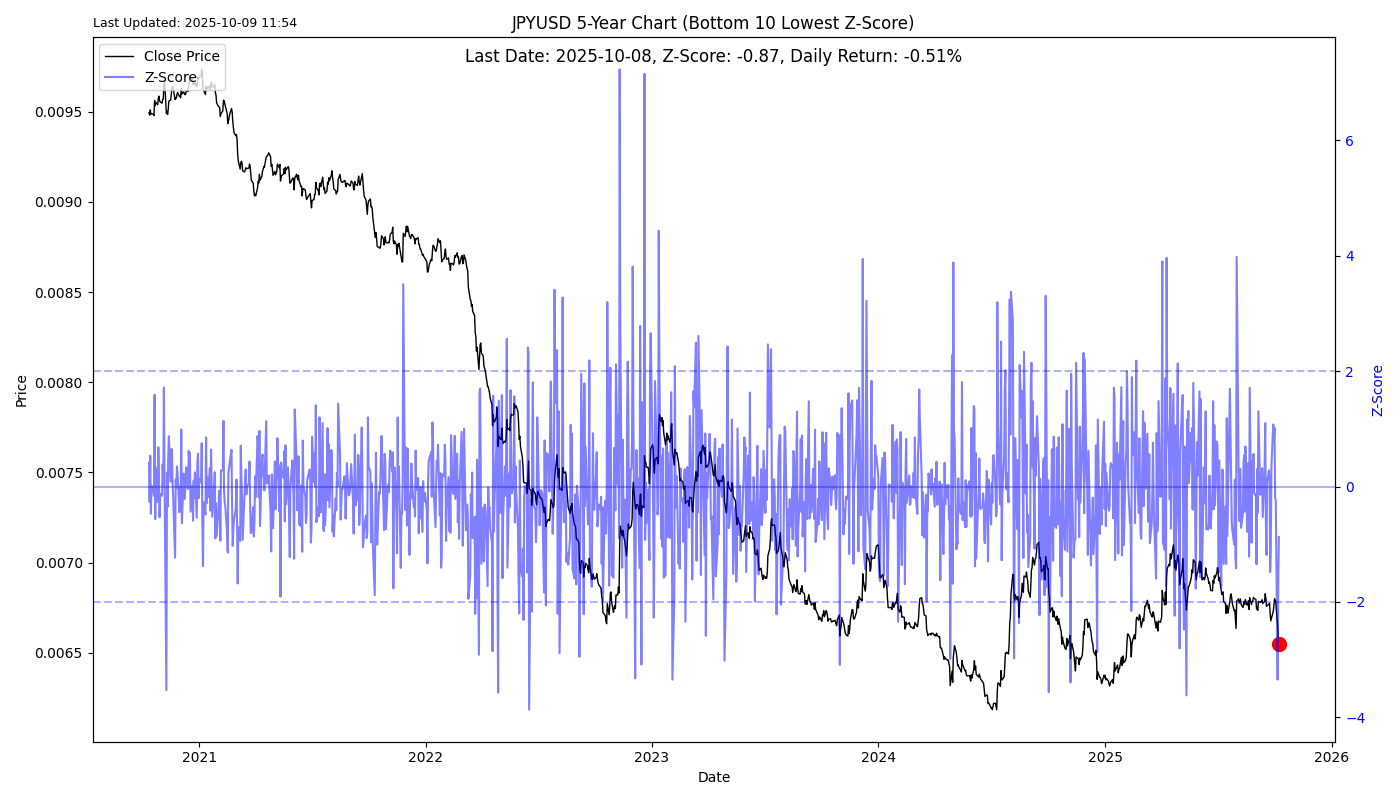 Last Updated: 2025-10-09 11:54
JPYUSD 5-Year Chart (Bottom 10 Lowest Z-Score)
Last Date: 2025-10-08, Z-Score: -0.87, Daily Return: -0.51%
Close Price
Z-Score
0.0095
0.0090
0.0085
0.0080
0.0075
0.0070
0.0065
Price
6
4
2
0
−2
−4
Z-Score
2021
2022
2023
2024
2025
2026
Date